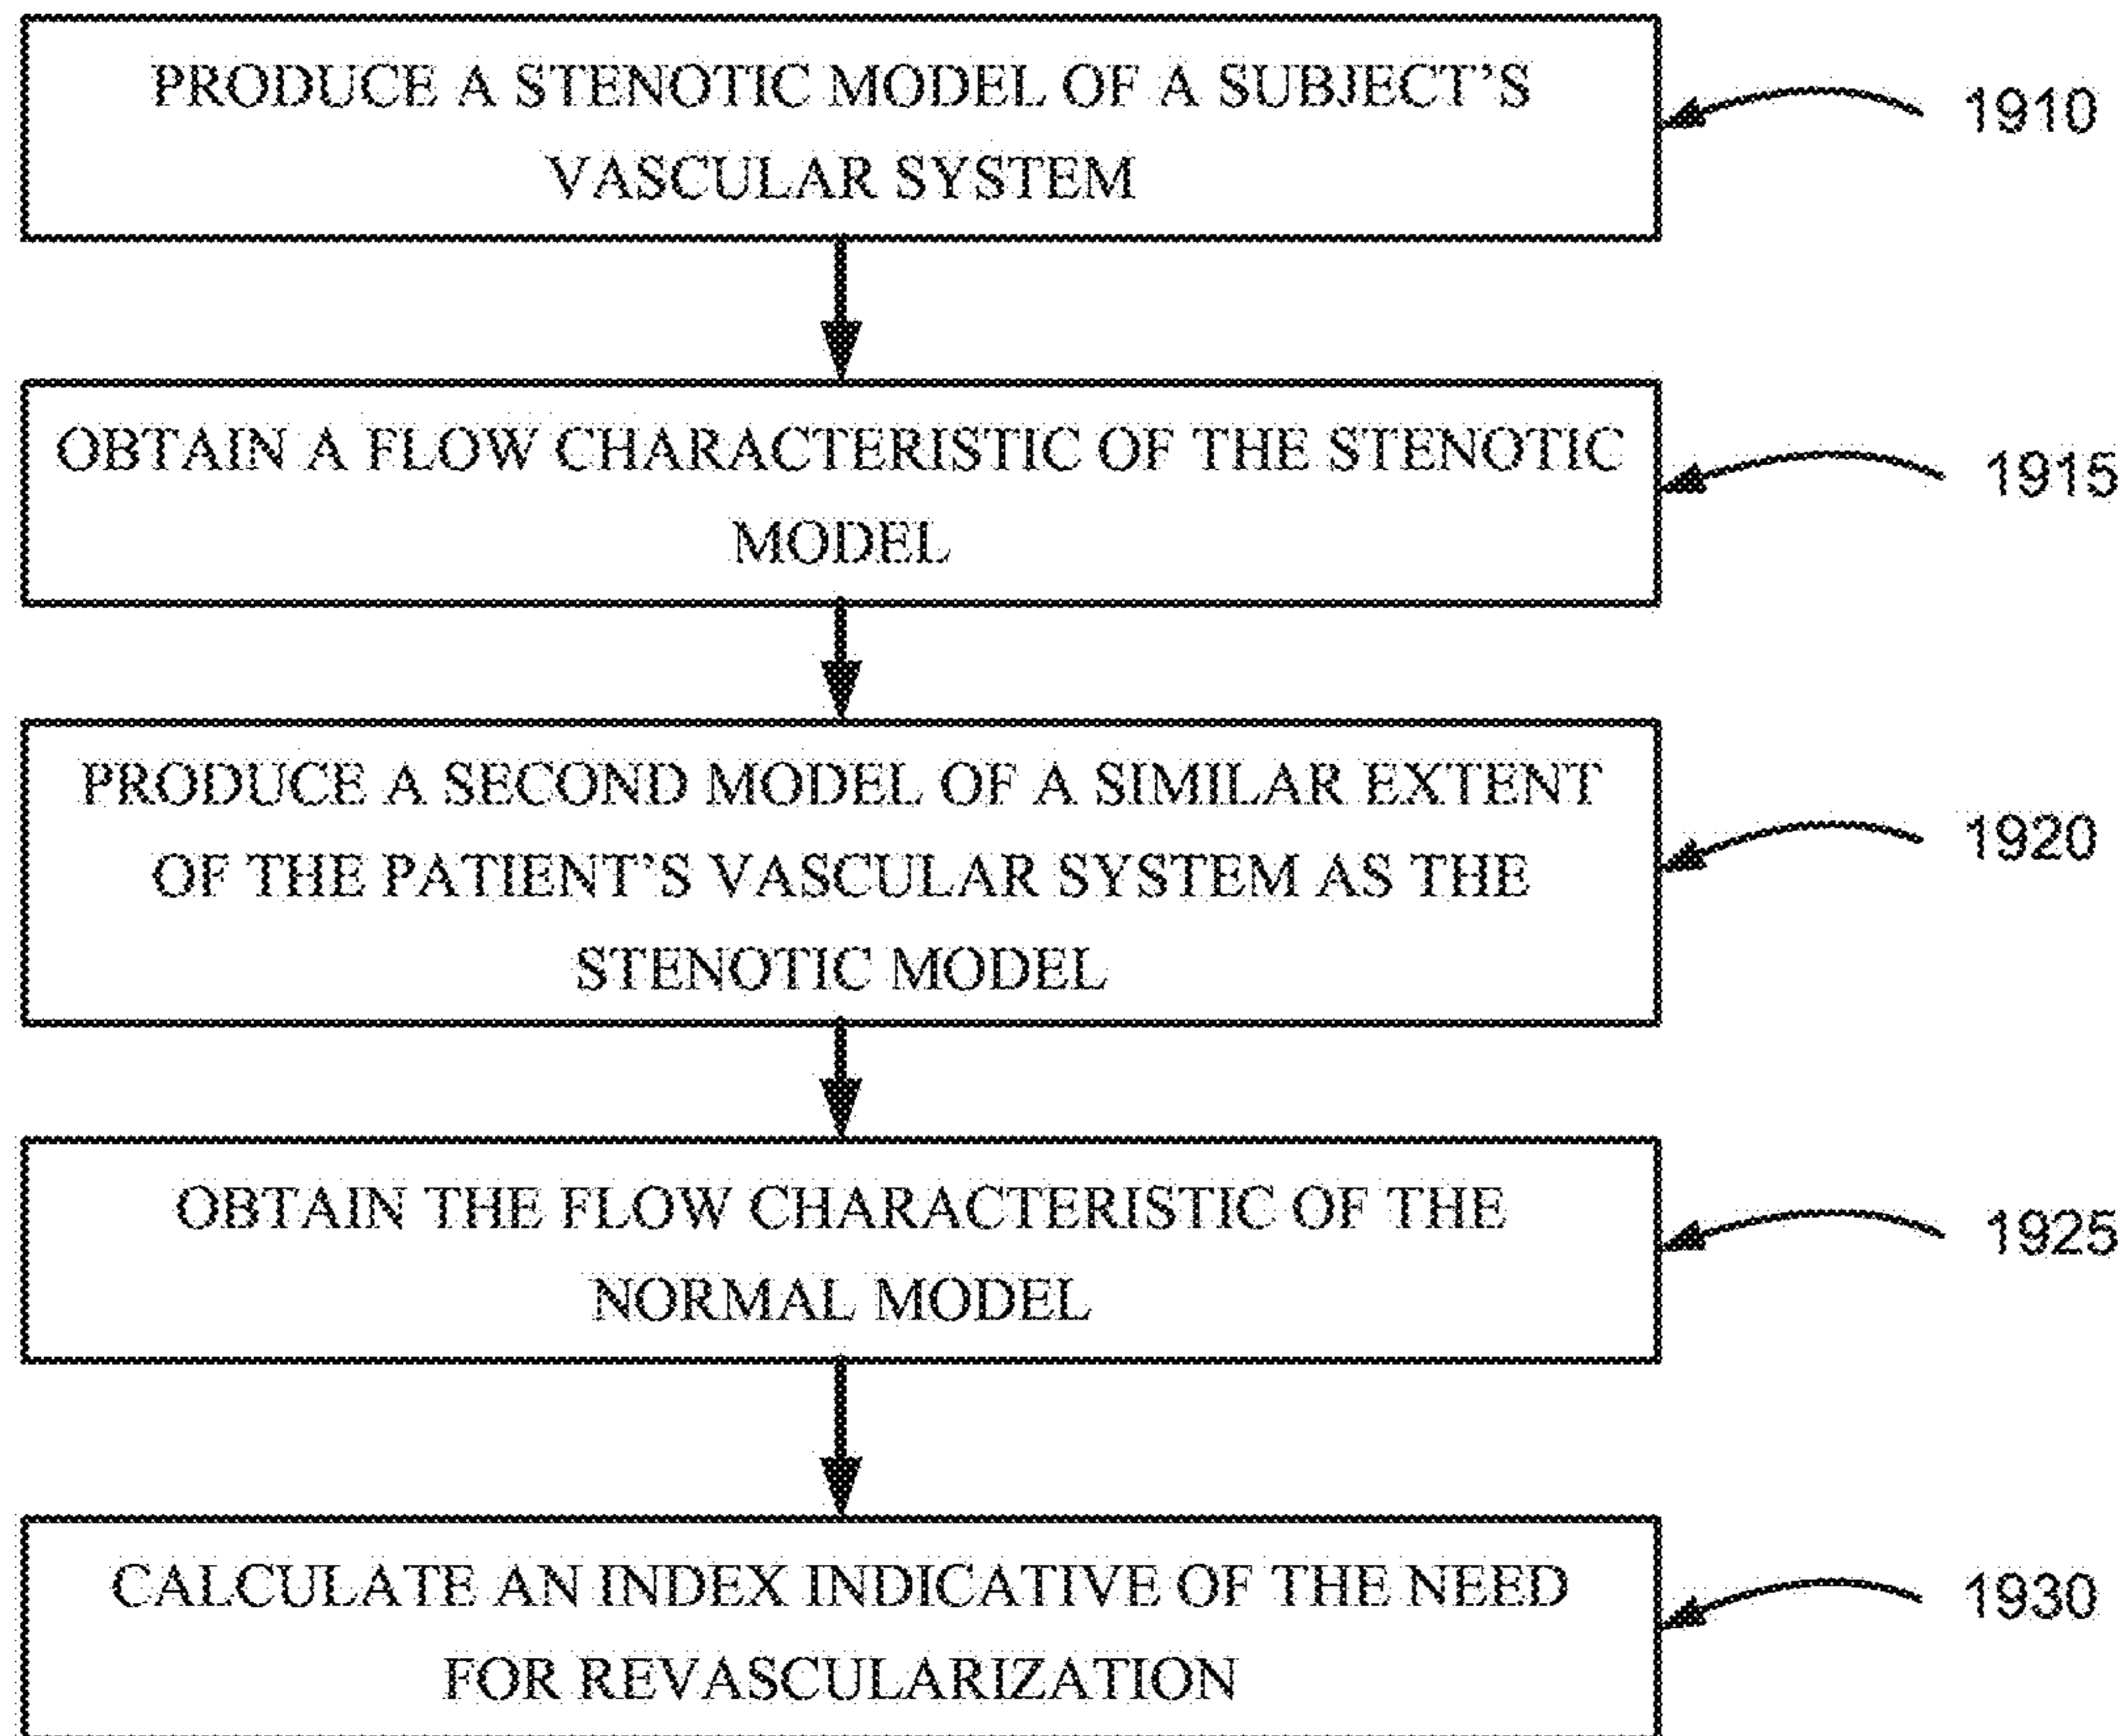 PRODUCE A STENOTIC MODEL OF A SUBJECT'S
VASCULAR SYSTEM
1910
OBTAIN A FLOW CHARACTERISTIC OF THE STENOTIC
MODEL
1915
PRODUCE A SECOND MODEL OF A SIMILAR EXTENT
OF THE PATIENT'S VASCULAR SYSTEM AS THE
STENOTIC MODEL
1920
OBTAIN THE FLOW CHARACTERISTIC OF THE
NORMAL MODEL
1925
CALCULATE AN INDEX INDICATIVE OF THE NEED
FOR REVASCULARIZATION
1930